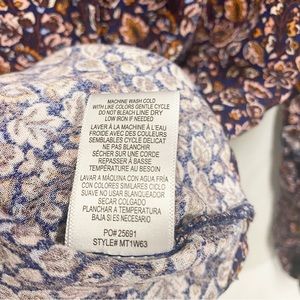 MACHINE WASH COLD
WITH LIKE COLORS GENTLE CYCLE
DO NOT BLEACH LINE DRY
LOW IRON IF NEEDED
LAVER À LA MACHINE À L'EAU
FROIDE AVEC DES COULEURS
SEMBLABLES CYCLE DELICAT
NE PAS BLANCHIR
SÉCHER SUR UNE CORDE
REPASSER À BASSE
TEMPÉRATURE AU BESOIN
LAVAR A MÁQUINA CON AGUA FRÍA
CON COLORES SIMILARES CICLO
SUAVE NO USAR BLANQUEADOR
SECAR COLGADO
PLANCHAR A TEMPERATURA
BAJA SI ES NECESARIO
PO# 25691
STYLE# MT1W63